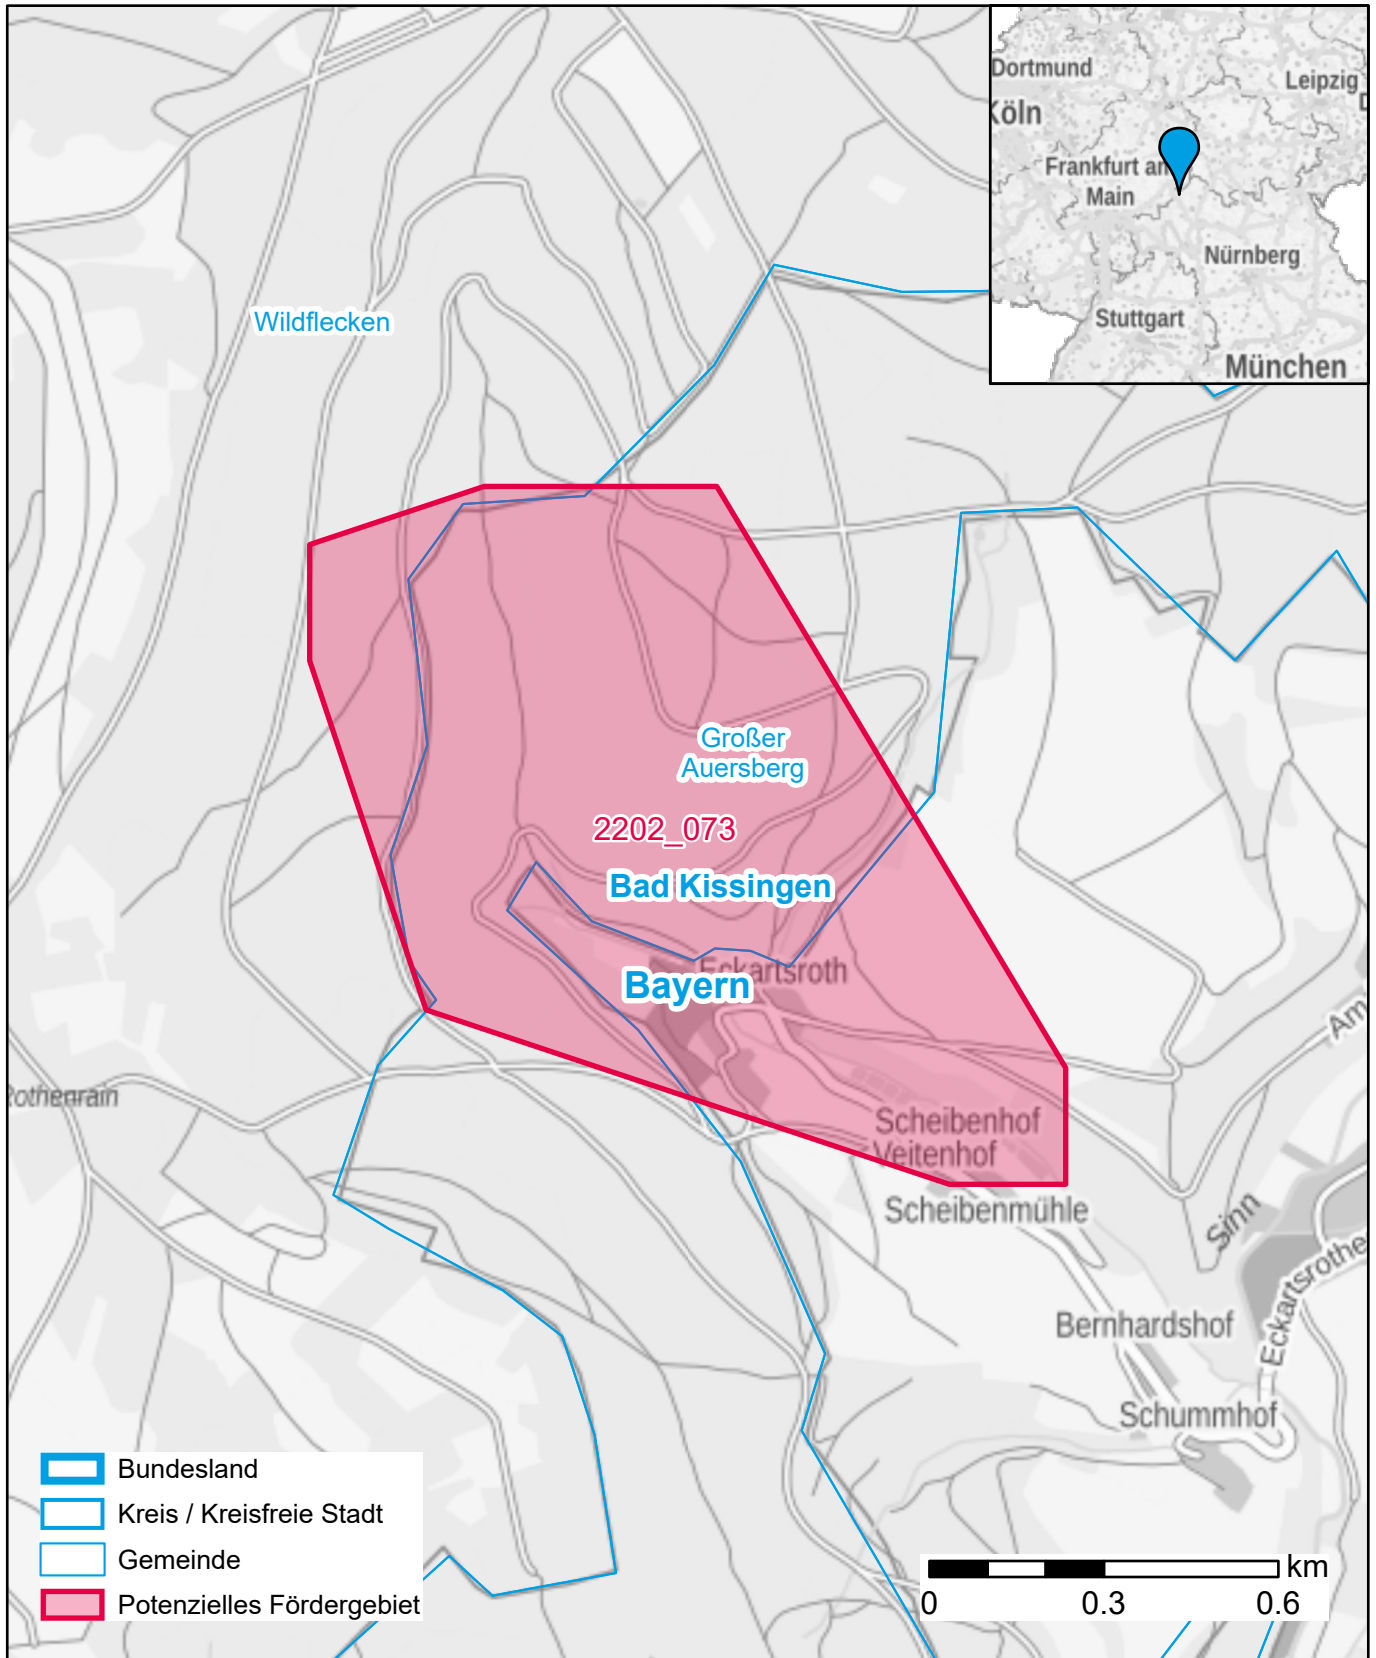 Dortmund
Leipzig
Köln
Frankfurt am
Main
Nürnberg
Stuttgart
München
Wildflecken
Großer
Auersberg
2202_073
Bad Kissingen
Eckartsroth
Bayern
Am
Rothenrain
Scheibenhof
Veitenhof
Scheibenmühle
Sinn
Eckartsrothe
Bernhardshof
Schummhof
Bundesland
Kreis / Kreisfreie Stadt
Gemeinde
Potenzielles Fördergebiet
km
0 0.3 0.6